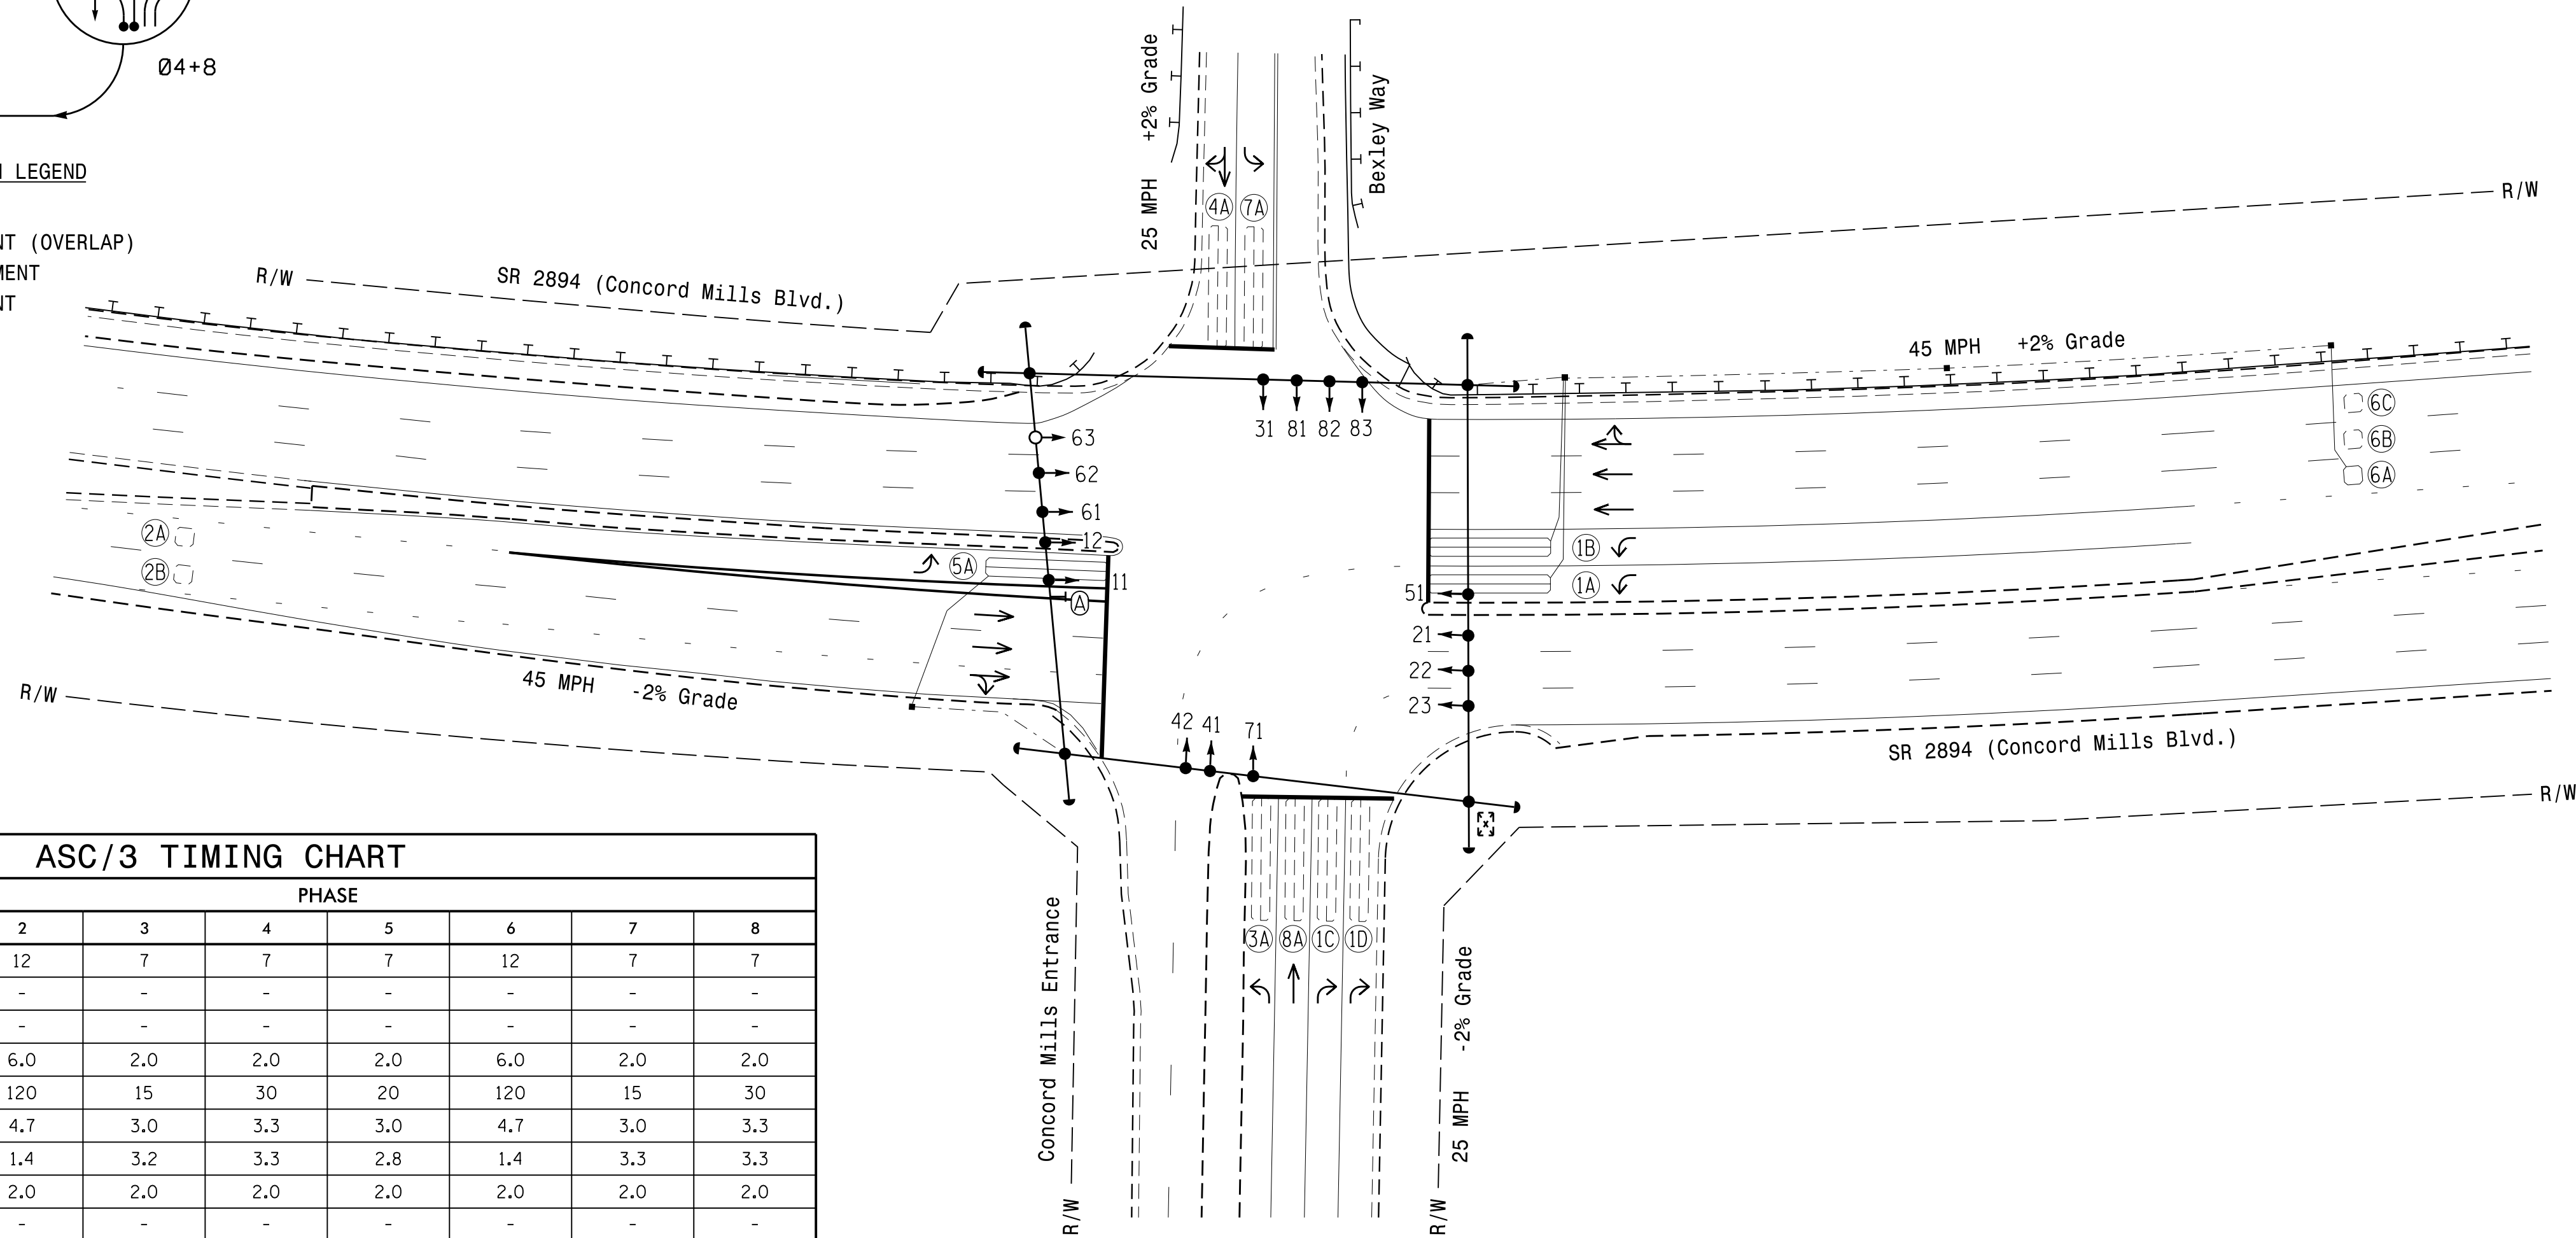 Ø4+8
LEGEND
(OVERLAP)
R/W
SR 2894 (Concord Mills Blvd.)
25 MPH +2% Grade
Bexley Way
4A 7A
R/W
45 MPH +2% Grade
6C
6B
6A
31 81 82 83
63
62
61
12
11
2A
2B
5A
A
1B
1A
51
21
22
23
42 41 71
R/W
45 MPH -2% Grade
SR 2894 (Concord Mills Blvd.)
R/W
3A 8A 1C 1D
Concord Mills Entrance
R/W
25 MPH -2% Grade
R/W
ASC/3 TIMING CHART
PHASE
2 3 4 5 6 7 8
12 7 7 7 12 7 7
- - - - - - -
- - - - - - -
6.0 2.0 2.0 2.0 6.0 2.0 2.0
120 15 30 20 120 15 30
4.7 3.0 3.3 3.0 4.7 3.0 3.3
1.4 3.2 3.3 2.8 1.4 3.3 3.3
2.0 2.0 2.0 2.0 2.0 2.0 2.0
- - - - - - -